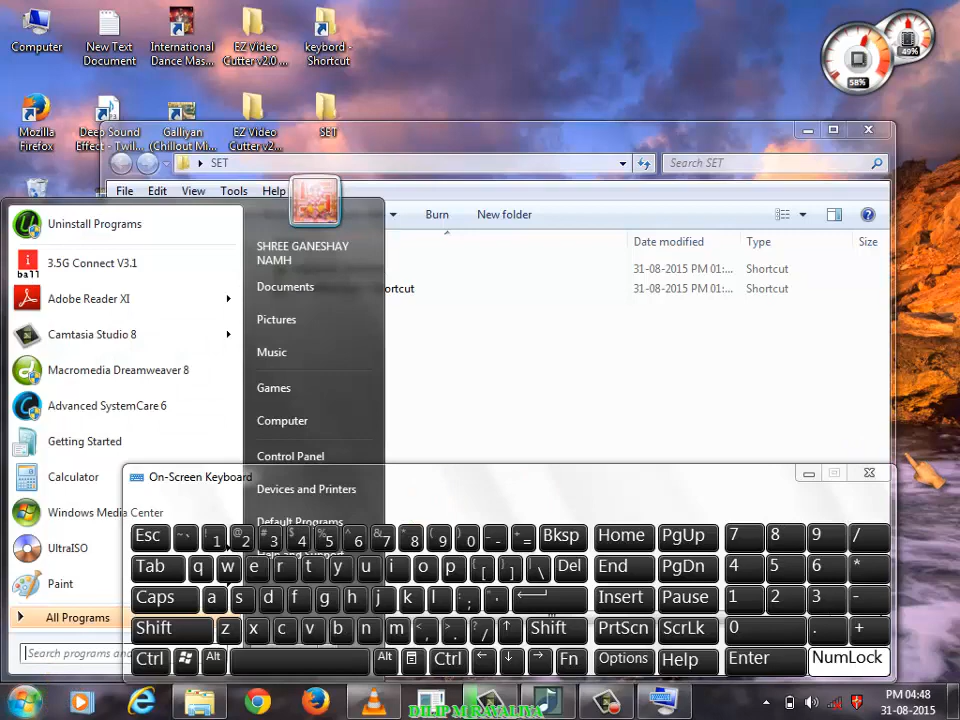 Computer
New Text
Document
International
Dance Mas...
EZ Video
Cutter v2.0 ...
keybord -
Shortcut
58%
49%
Mozilla
Firefox
Deep Sound
Effect - Twil...
Galliyan
(Chillout Mi...
EZ Video
Cutter v2...
SET
SET
Search SET
File Edit View Tools Help
Burn New folder
Date modified Type Size
31-08-2015 PM 01:... Shortcut
ortcut 31-08-2015 PM 01:... Shortcut
Uninstall Programs
3.5G Connect V3.1
i
ball
Adobe Reader XI
Camtasia Studio 8
Macromedia Dreamweaver 8
Advanced SystemCare 6
Getting Started
Calculator
Windows Media Center
UltraISO
Paint
All Programs
Search programs and
SHREE GANESHAY
NAMH
Documents
Pictures
Music
Games
Computer
Control Panel
Devices and Printers
Default Programs
Help and Support
On-Screen Keyboard
Esc ~ ` ! 1 @ 2 # 3 $ 4 % 5 ^ 6 & 7 * 8 ( 9 ) 0 _ - + = Bksp Home PgUp 7 8 9 /
Tab q w e r t y u i o p { [ } ] | \ Del End PgDn 4 5 6 *
Caps a s d f g h j k l : ; " ' Insert Pause 1 2 3 -
Shift z x c v b n m < , > . ? / ↑ Shift PrtScn ScrLk 0 . +
Ctrl Alt Alt Ctrl ← ↓ → Fn Options Help Enter NumLock
DILIP M RAVALIYA
PM 04:48
31-08-2015